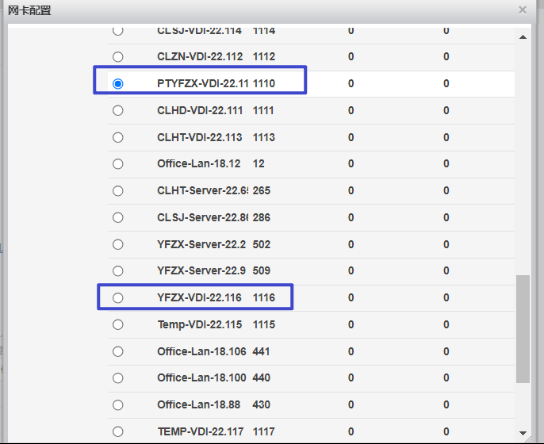 网卡配置
CLSJ-VDI-22.114 1114 0 0
CLZN-VDI-22.112 1112 0 0
PTYFZX-VDI-22.11 1110 0 0
CLHD-VDI-22.111 1111 0 0
CLHT-VDI-22.113 1113 0 0
Office-Lan-18.12 12 0 0
CLHT-Server-22.65 265 0 0
CLSJ-Server-22.86 286 0 0
YFZX-Server-22.2 502 0 0
YFZX-Server-22.9 509 0 0
YFZX-VDI-22.116 1116 0 0
Temp-VDI-22.115 1115 0 0
Office-Lan-18.106 441 0 0
Office-Lan-18.100 440 0 0
Office-Lan-18.88 430 0 0
TEMP-VDI-22.117 1117 0 0